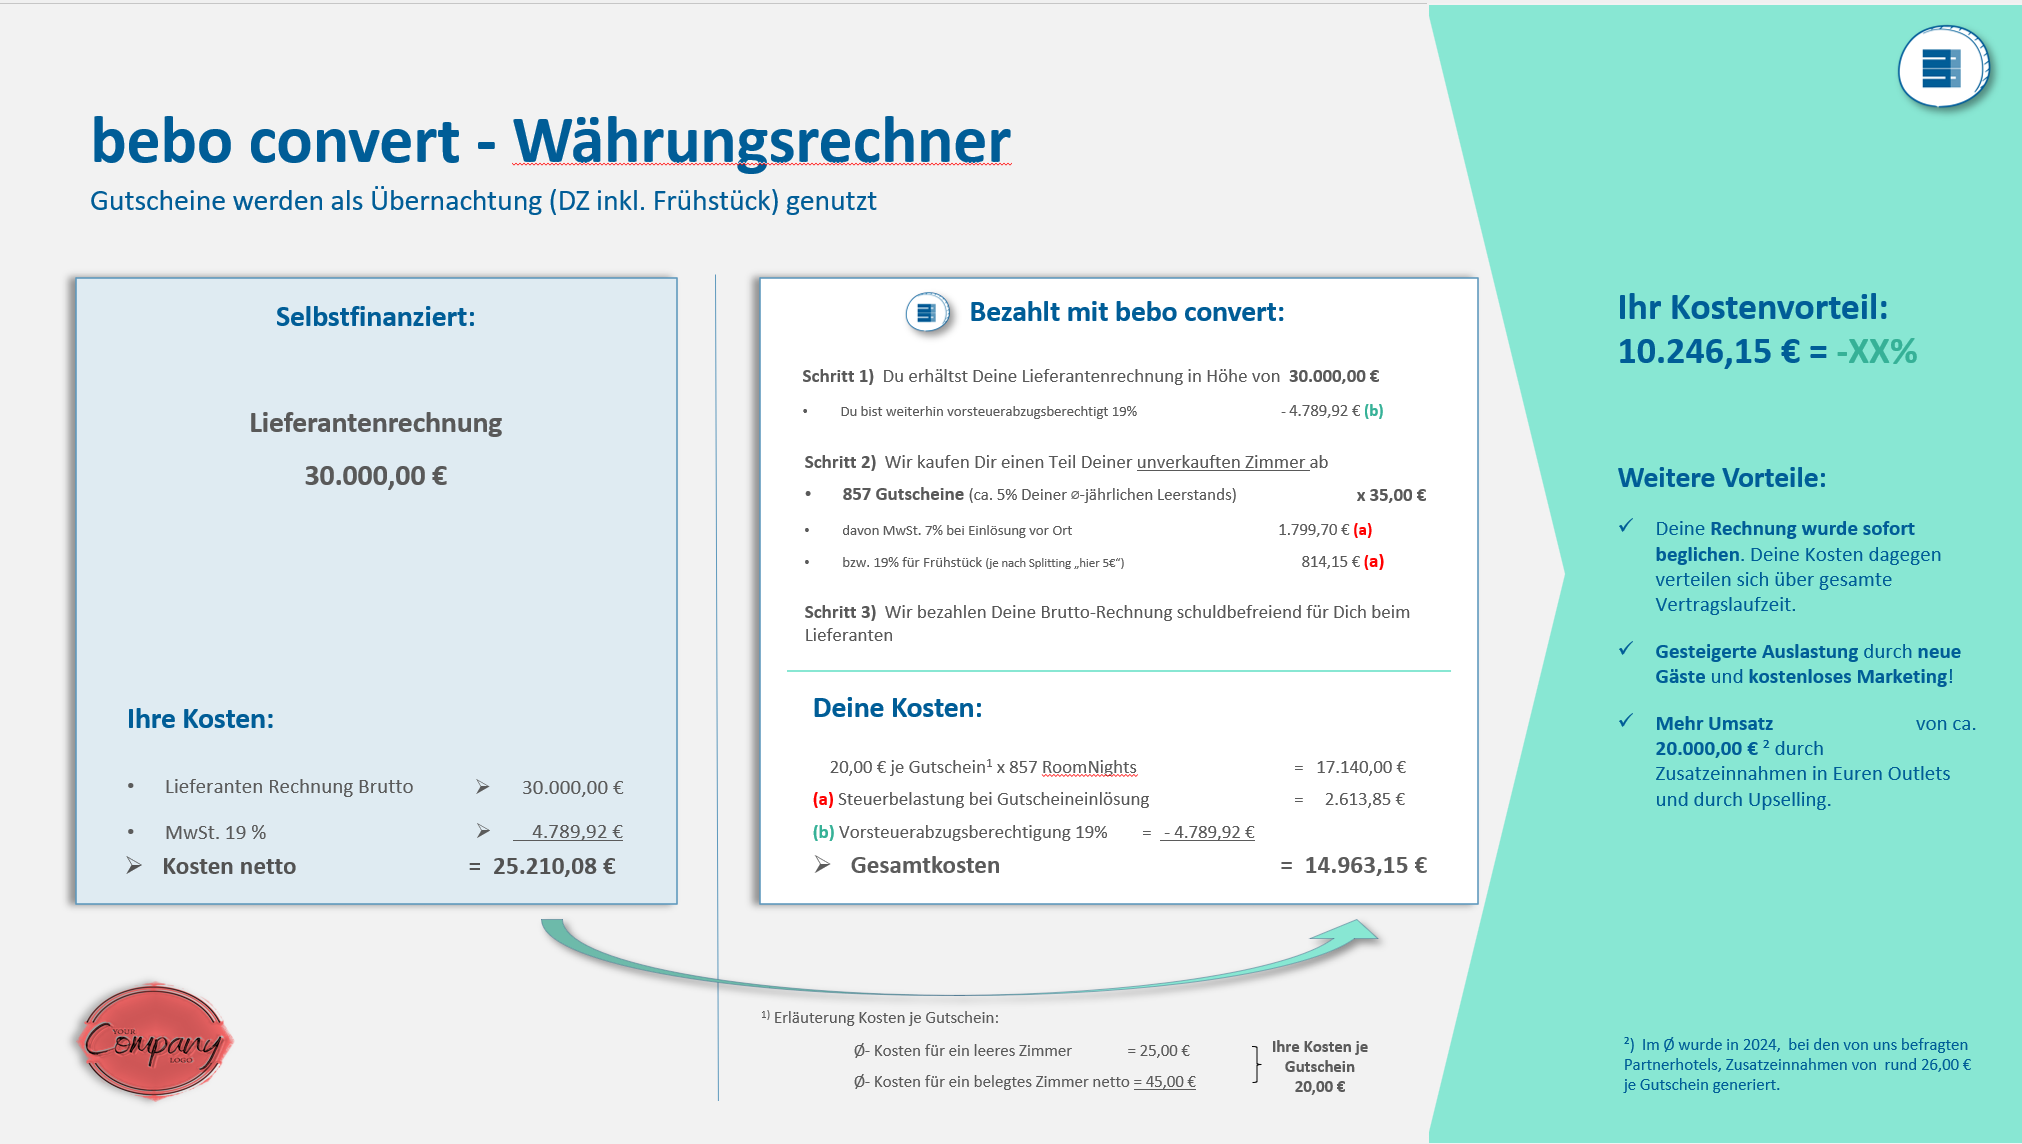 bebo convert - Währungsrechner
Gutscheine werden als Übernachtung (DZ inkl. Frühstück) genutzt
Selbstfinanziert:
Lieferantenrechnung
30.000,00 €
Ihre Kosten:
• Lieferanten Rechnung Brutto ➢ 30.000,00 €
• MwSt. 19 % ➢ 4.789,92 €
➢ Kosten netto = 25.210,08 €
Bezahlt mit bebo convert:
Schritt 1) Du erhältst Deine Lieferantenrechnung in Höhe von 30.000,00 €
• Du bist weiterhin vorsteuerabzugsberechtigt 19% - 4.789,92 € (b)
Schritt 2) Wir kaufen Dir einen Teil Deiner unverkauften Zimmer ab
• 857 Gutscheine (ca. 5% Deiner ⌀-jährlichen Leerstands) x 35,00 €
• davon MwSt. 7% bei Einlösung vor Ort 1.799,70 € (a)
• bzw. 19% für Frühstück (je nach Splitting „hier 5€“) 814,15 € (a)
Schritt 3) Wir bezahlen Deine Brutto-Rechnung schuldbefreiend für Dich beim
Lieferanten
Deine Kosten:
20,00 € je Gutschein¹ x 857 RoomNights = 17.140,00 €
(a) Steuerbelastung bei Gutscheineinlösung = 2.613,85 €
(b) Vorsteuerabzugsberechtigung 19% = - 4.789,92 €
➢ Gesamtkosten = 14.963,15 €
¹⁾ Erläuterung Kosten je Gutschein:
Ø- Kosten für ein leeres Zimmer = 25,00 €
Ø- Kosten für ein belegtes Zimmer netto = 45,00 €
Ihre Kosten je
Gutschein
20,00 €
Ihr Kostenvorteil:
10.246,15 € = -XX%
Weitere Vorteile:
✓ Deine Rechnung wurde sofort
beglichen. Deine Kosten dagegen
verteilen sich über gesamte
Vertragslaufzeit.
✓ Gesteigerte Auslastung durch neue
Gäste und kostenloses Marketing!
✓ Mehr Umsatz von ca.
20.000,00 € ² durch
Zusatzeinnahmen in Euren Outlets
und durch Upselling.
²) Im Ø wurde in 2024, bei den von uns befragten
Partnerhotels, Zusatzeinnahmen von rund 26,00 €
je Gutschein generiert.
YOUR
Company
LOGO